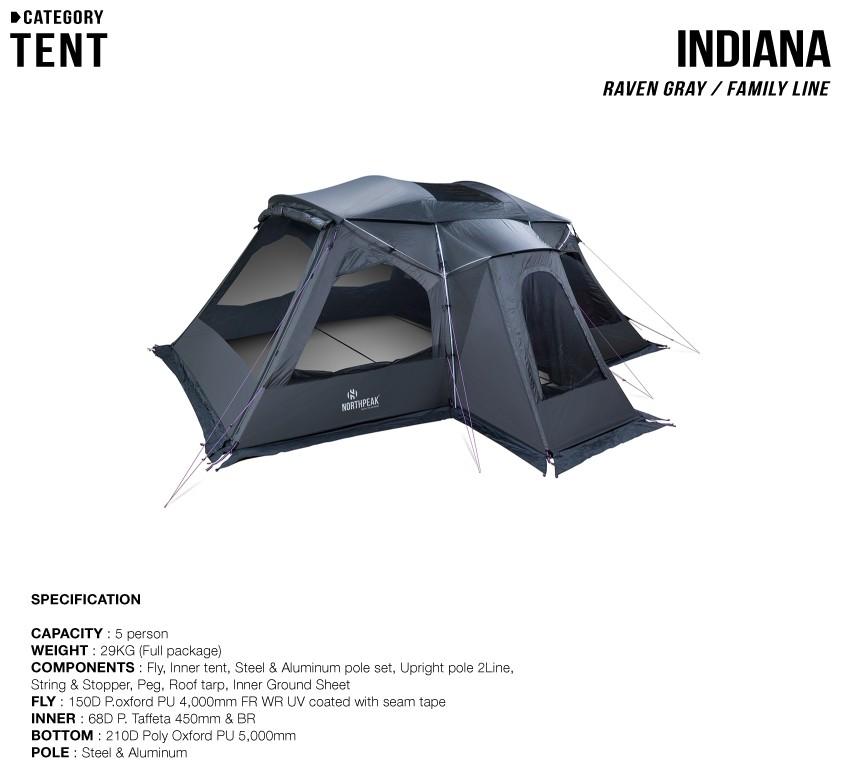 CATEGORY
TENT
INDIANA
RAVEN GRAY / FAMILY LINE
NORTHPEAK
SPECIFICATION
CAPACITY : 5 person
WEIGHT : 29KG (Full package)
COMPONENTS : Fly, Inner tent, Steel & Aluminum pole set, Upright pole 2Line,
String & Stopper, Peg, Roof tarp, Inner Ground Sheet
FLY : 150D P.oxford PU 4,000mm FR WR UV coated with seam tape
INNER : 68D P. Taffeta 450mm & BR
BOTTOM : 210D Poly Oxford PU 5,000mm
POLE : Steel & Aluminum